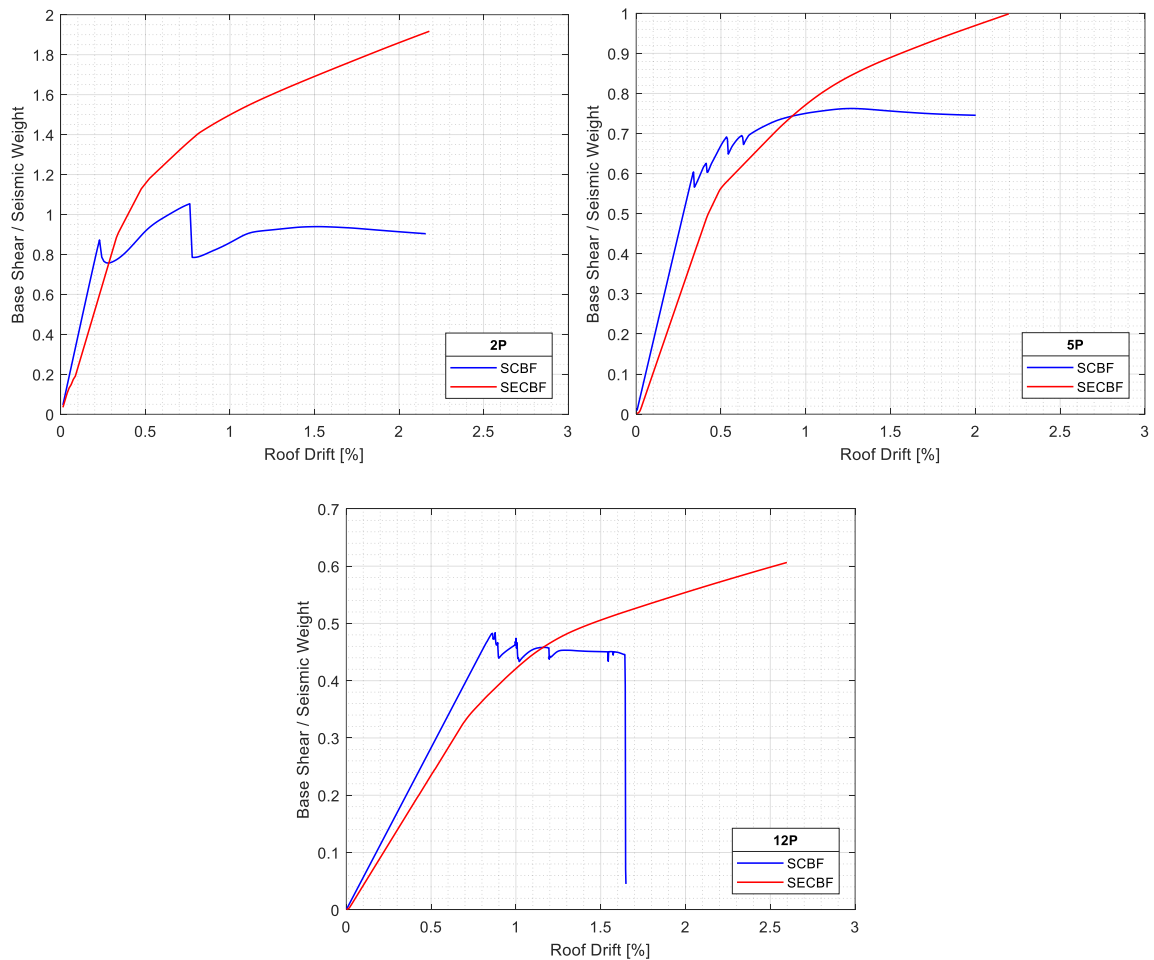 2
1.8
1.6
1.4
1.2
1
0.8
0.6
0.4
0.2
0
Base Shear / Seismic Weight
2P
SCBF
SECBF
0 0.5 1 1.5 2 2.5 3
Roof Drift [%]
1
0.9
0.8
0.7
0.6
0.5
0.4
0.3
0.2
0.1
0
Base Shear / Seismic Weight
5P
SCBF
SECBF
0 0.5 1 1.5 2 2.5 3
Roof Drift [%]
0.7
0.6
0.5
0.4
0.3
0.2
0.1
0
Base Shear / Seismic Weight
12P
SCBF
SECBF
0 0.5 1 1.5 2 2.5 3
Roof Drift [%]